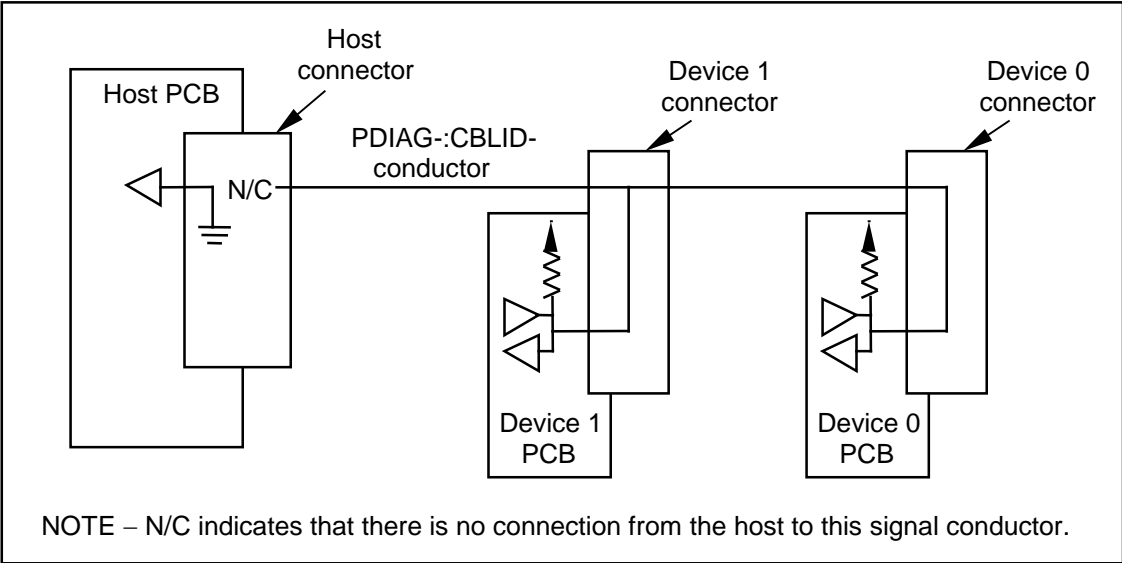 Host
connector
Host PCB
Device 1
connector
Device 0
connector
PDIAG-:CBLID-
conductor
N/C
Device 1
PCB
Device 0
PCB
NOTE – N/C indicates that there is no connection from the host to this signal conductor.